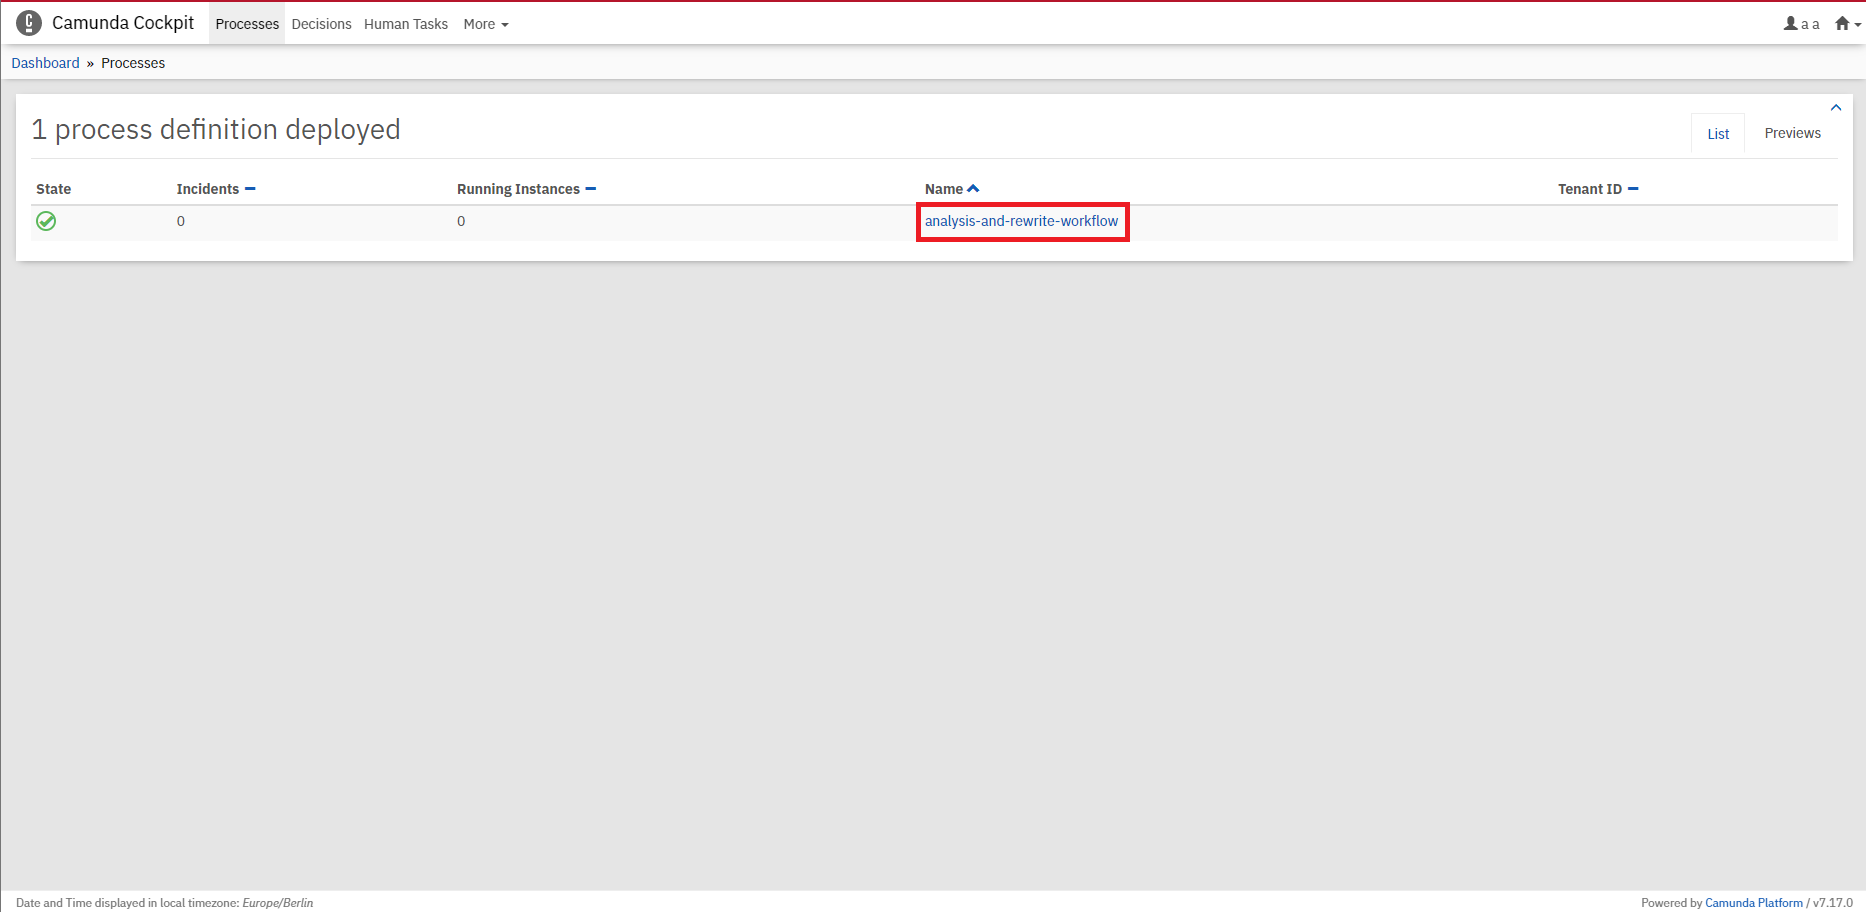 Camunda Cockpit Processes Decisions Human Tasks More a a
Dashboard » Processes
1 process definition deployed
List Previews
State Incidents Running Instances Name Tenant ID
0 0 analysis-and-rewrite-workflow
Date and Time displayed in local timezone: Europe/Berlin Powered by Camunda Platform / v7.17.0